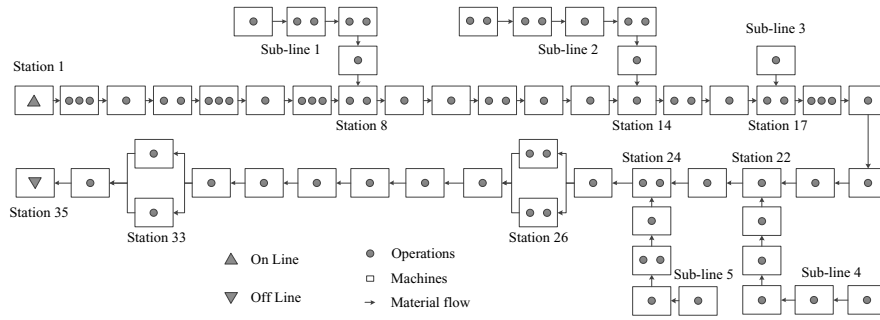 Sub-line 1
Sub-line 2
Sub-line 3
Station 1
Station 8
Station 14
Station 17
Station 24
Station 22
Station 35
Station 33
Station 26
Sub-line 5
Sub-line 4
On Line
Off Line
Operations
Machines
Material flow